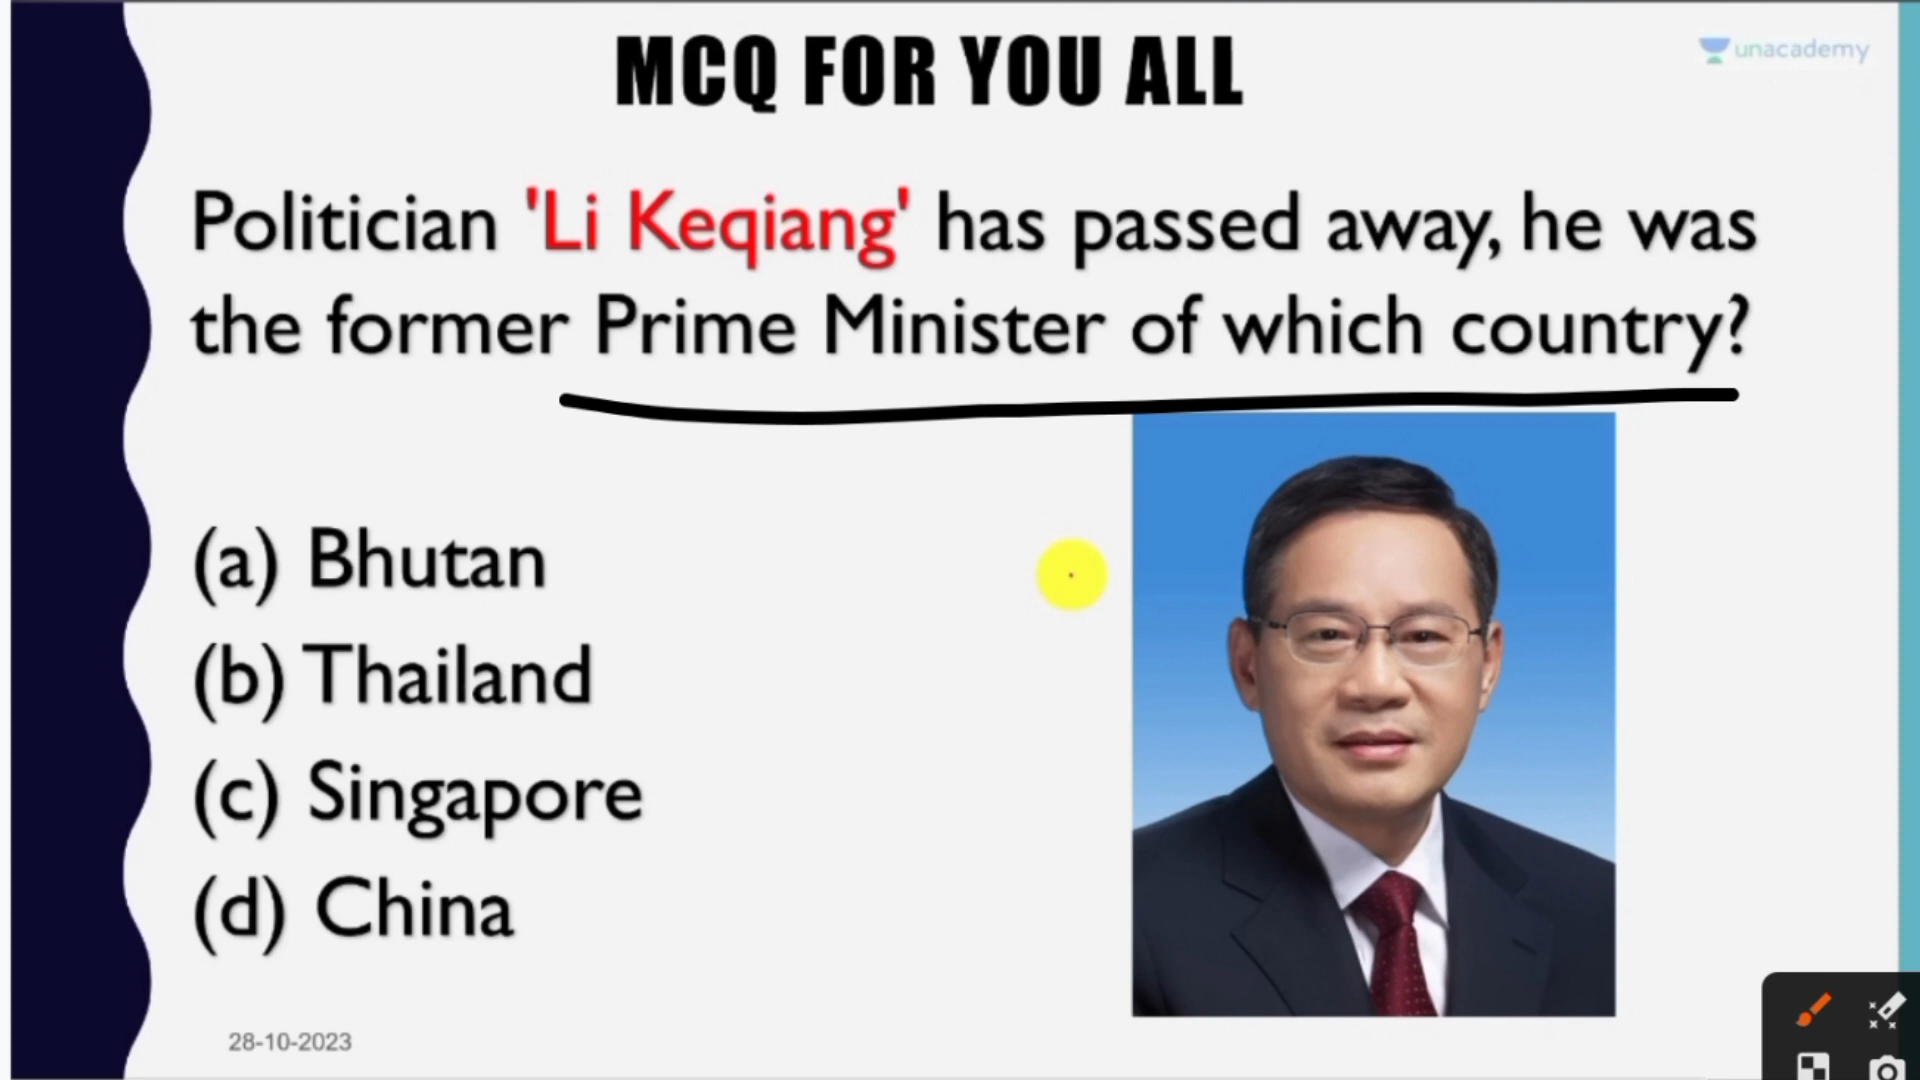 MCQ FOR YOU ALL
unacademy
Politician 'Li Keqiang' has passed away, he was
the former Prime Minister of which country?
(a) Bhutan
(b) Thailand
(c) Singapore
(d) China
28-10-2023